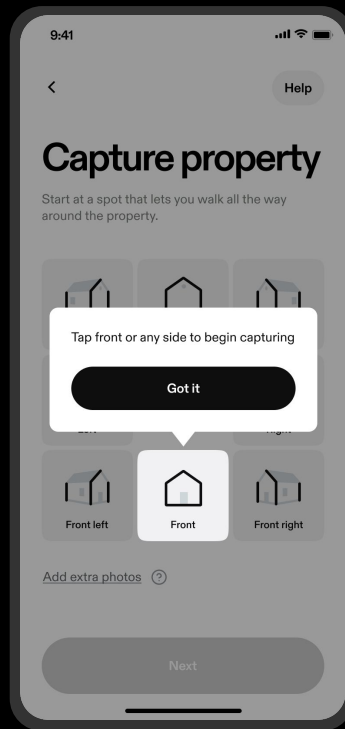 9:41
Help
Capture property
Start at a spot that lets you walk all the way
around the property.
Tap front or any side to begin capturing
Got it
Front left
Front
Front right
Add extra photos ?
Next